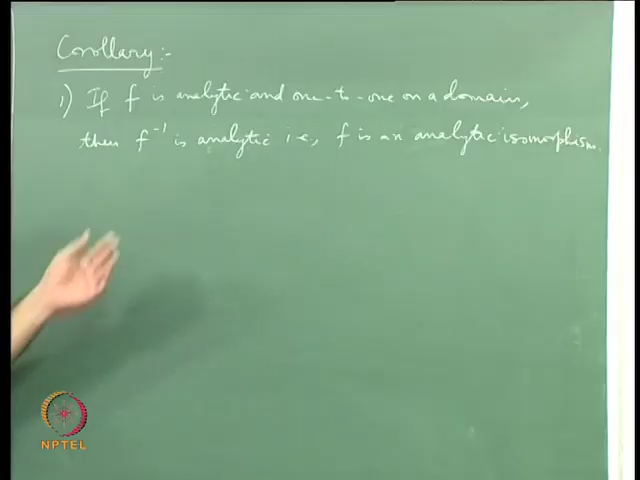 Corollary:-
1) If f is analytic and one-to-one on a domain,
then f⁻¹ is analytic i.e., f is an analytic isomorphism.
NPTEL